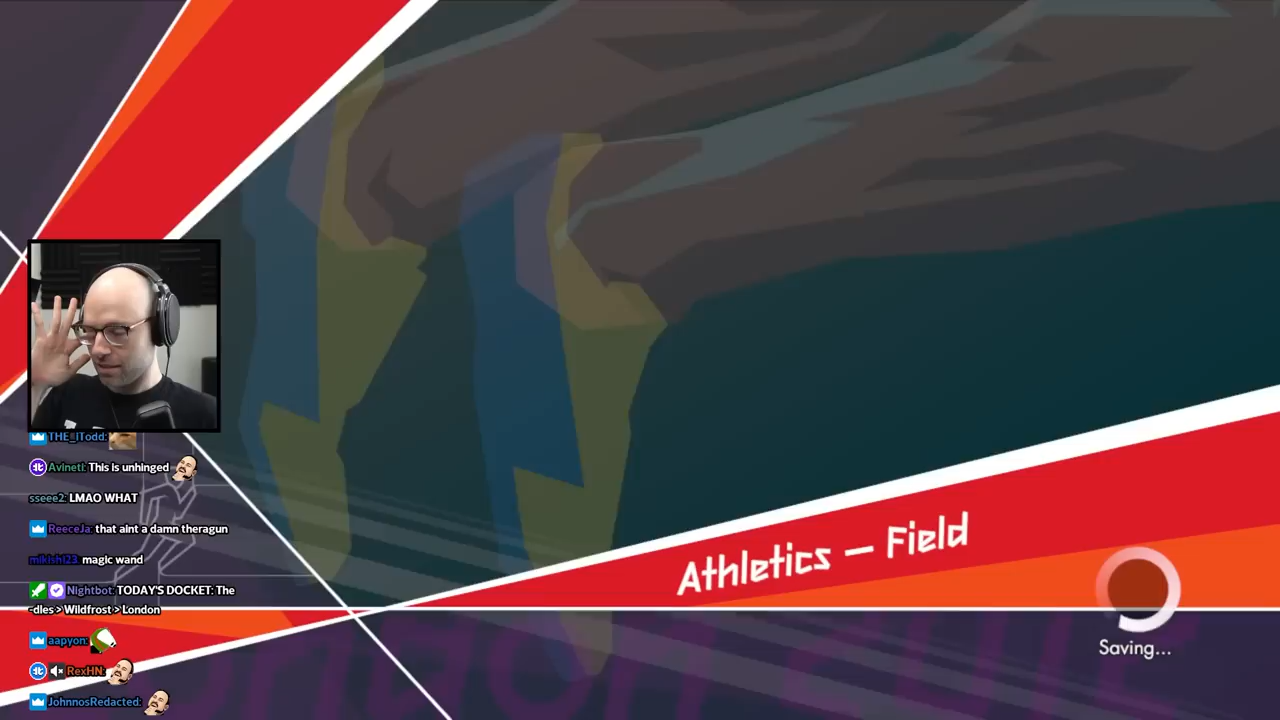 THE_ITodd:
Avineti: This is unhinged
sseee2: LMAO WHAT
ReeceJa: that aint a damn theragun
mikish123: magic wand
Nightbot: TODAY'S DOCKET: The
-dles > Wildfrost > London
aapyon:
RexHN:
JohnnosRedacted:
Athletics – Field
Saving...